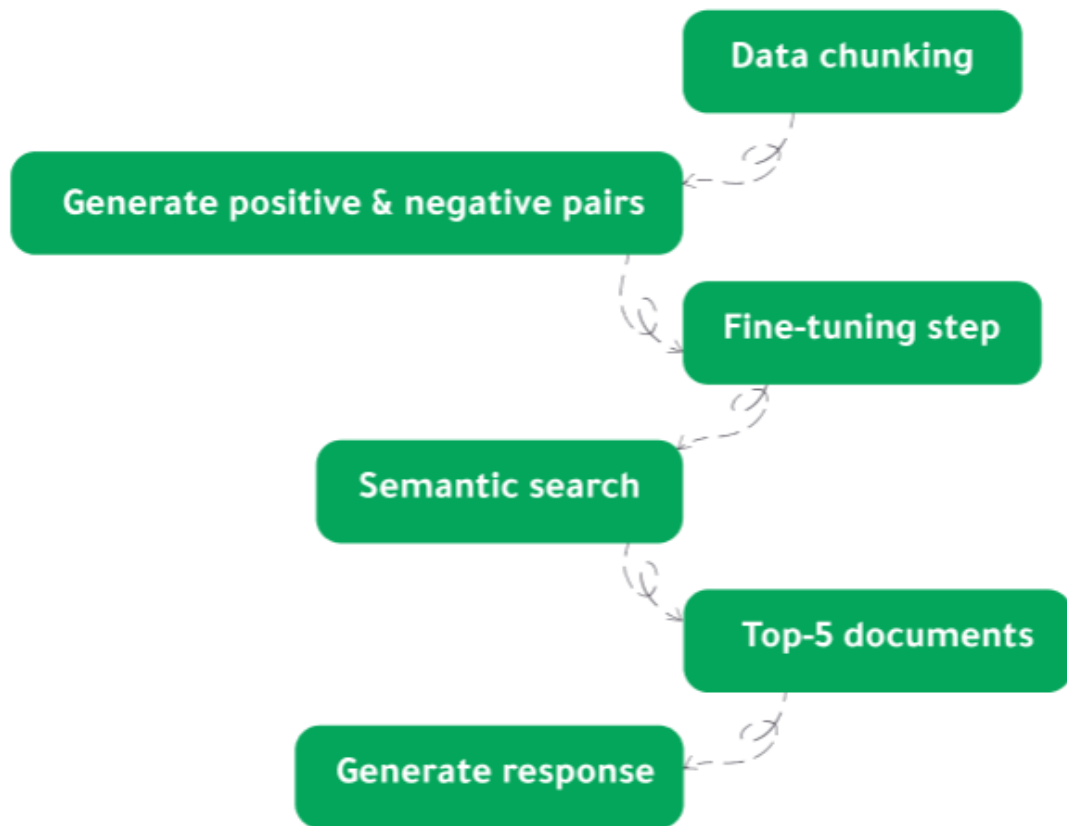 Data chunking
Generate positive & negative pairs
Fine-tuning step
Semantic search
Top-5 documents
Generate response